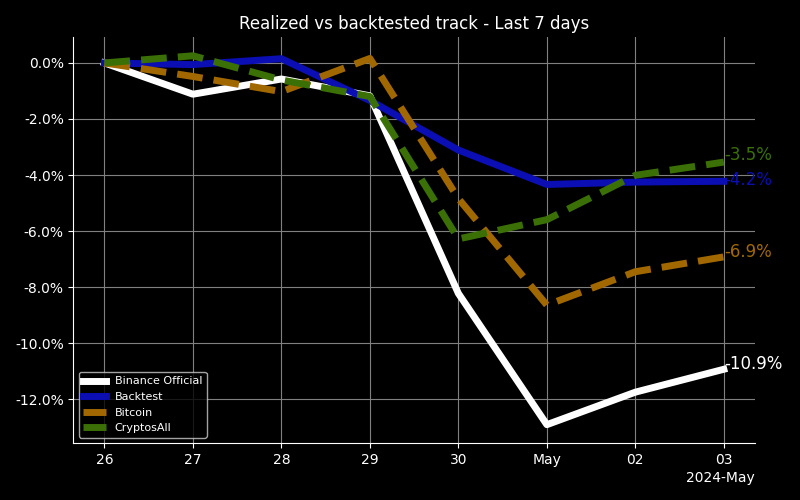 Realized vs backtested track - Last 7 days
0.0%
-2.0%
-4.0%
-6.0%
-8.0%
-10.0%
-12.0%
-3.5%
-4.2%
-6.9%
-10.9%
Binance Official
Backtest
Bitcoin
CryptosAll
26 27 28 29 30 May 02 03
2024-May